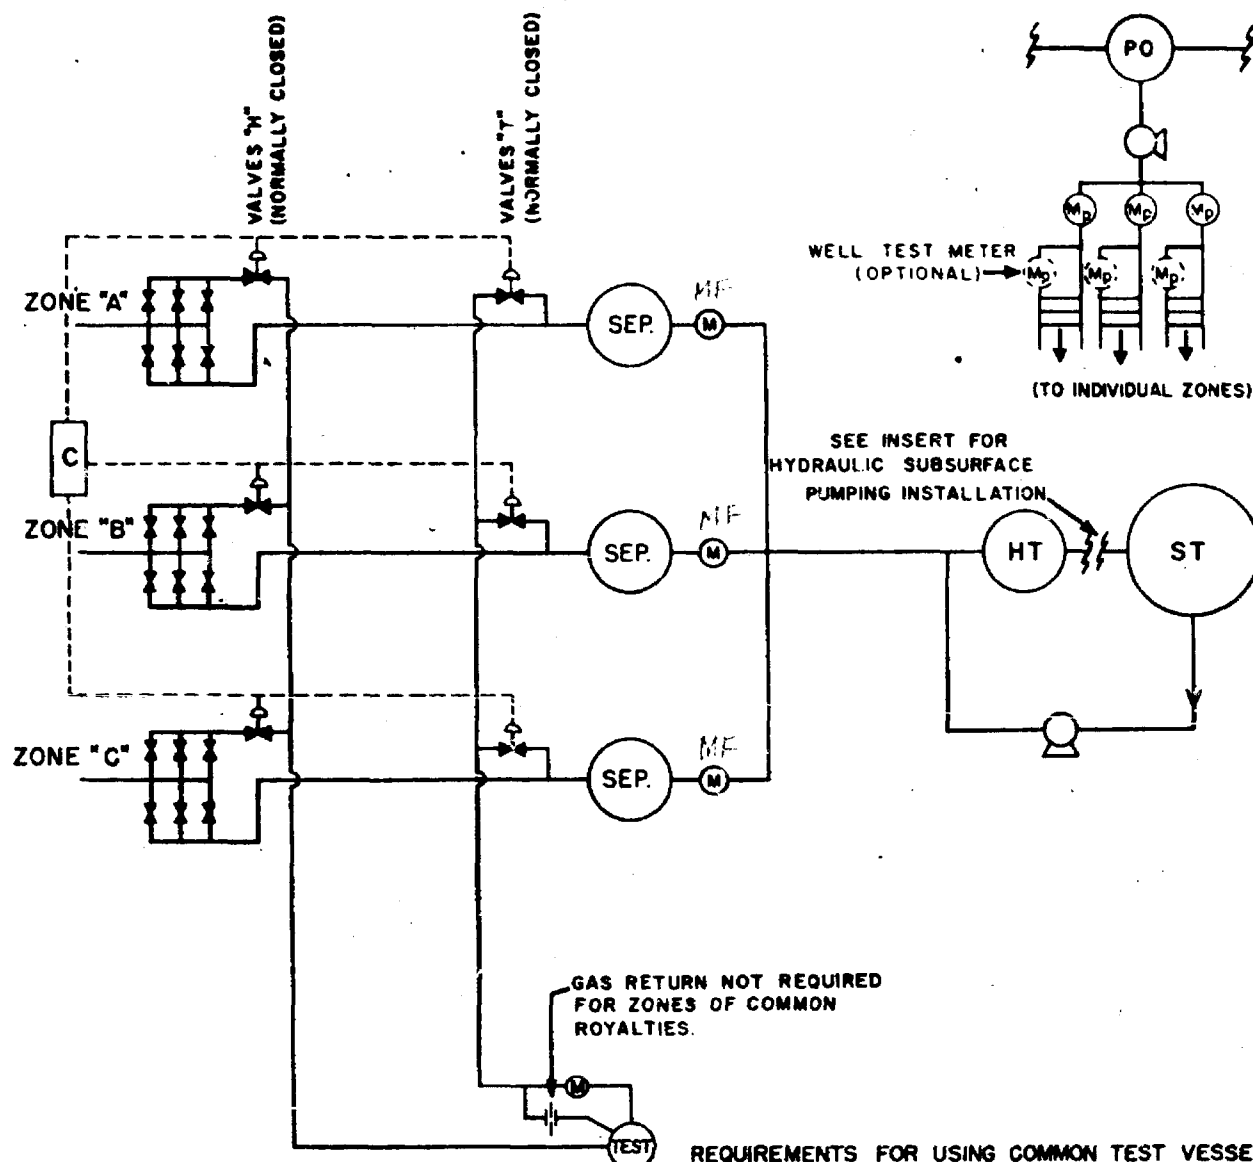 VALVES "H"
(NORMALLY CLOSED)
VALVES "T"
(NORMALLY CLOSED)
PO
Mp
Mp
Mp
WELL TEST METER
(OPTIONAL)
Mp
Mp
Mp
(TO INDIVIDUAL ZONES)
ZONE "A"
SEP.
MF
M
C
SEE INSERT FOR
HYDRAULIC SUBSURFACE
PUMPING INSTALLATION
ZONE "B"
SEP.
MF
M
HT
ST
ZONE "C"
SEP.
MF
M
GAS RETURN NOT REQUIRED
FOR ZONES OF COMMON
ROYALTIES.
M
TEST
REQUIREMENTS FOR USING COMMON TEST VESSE